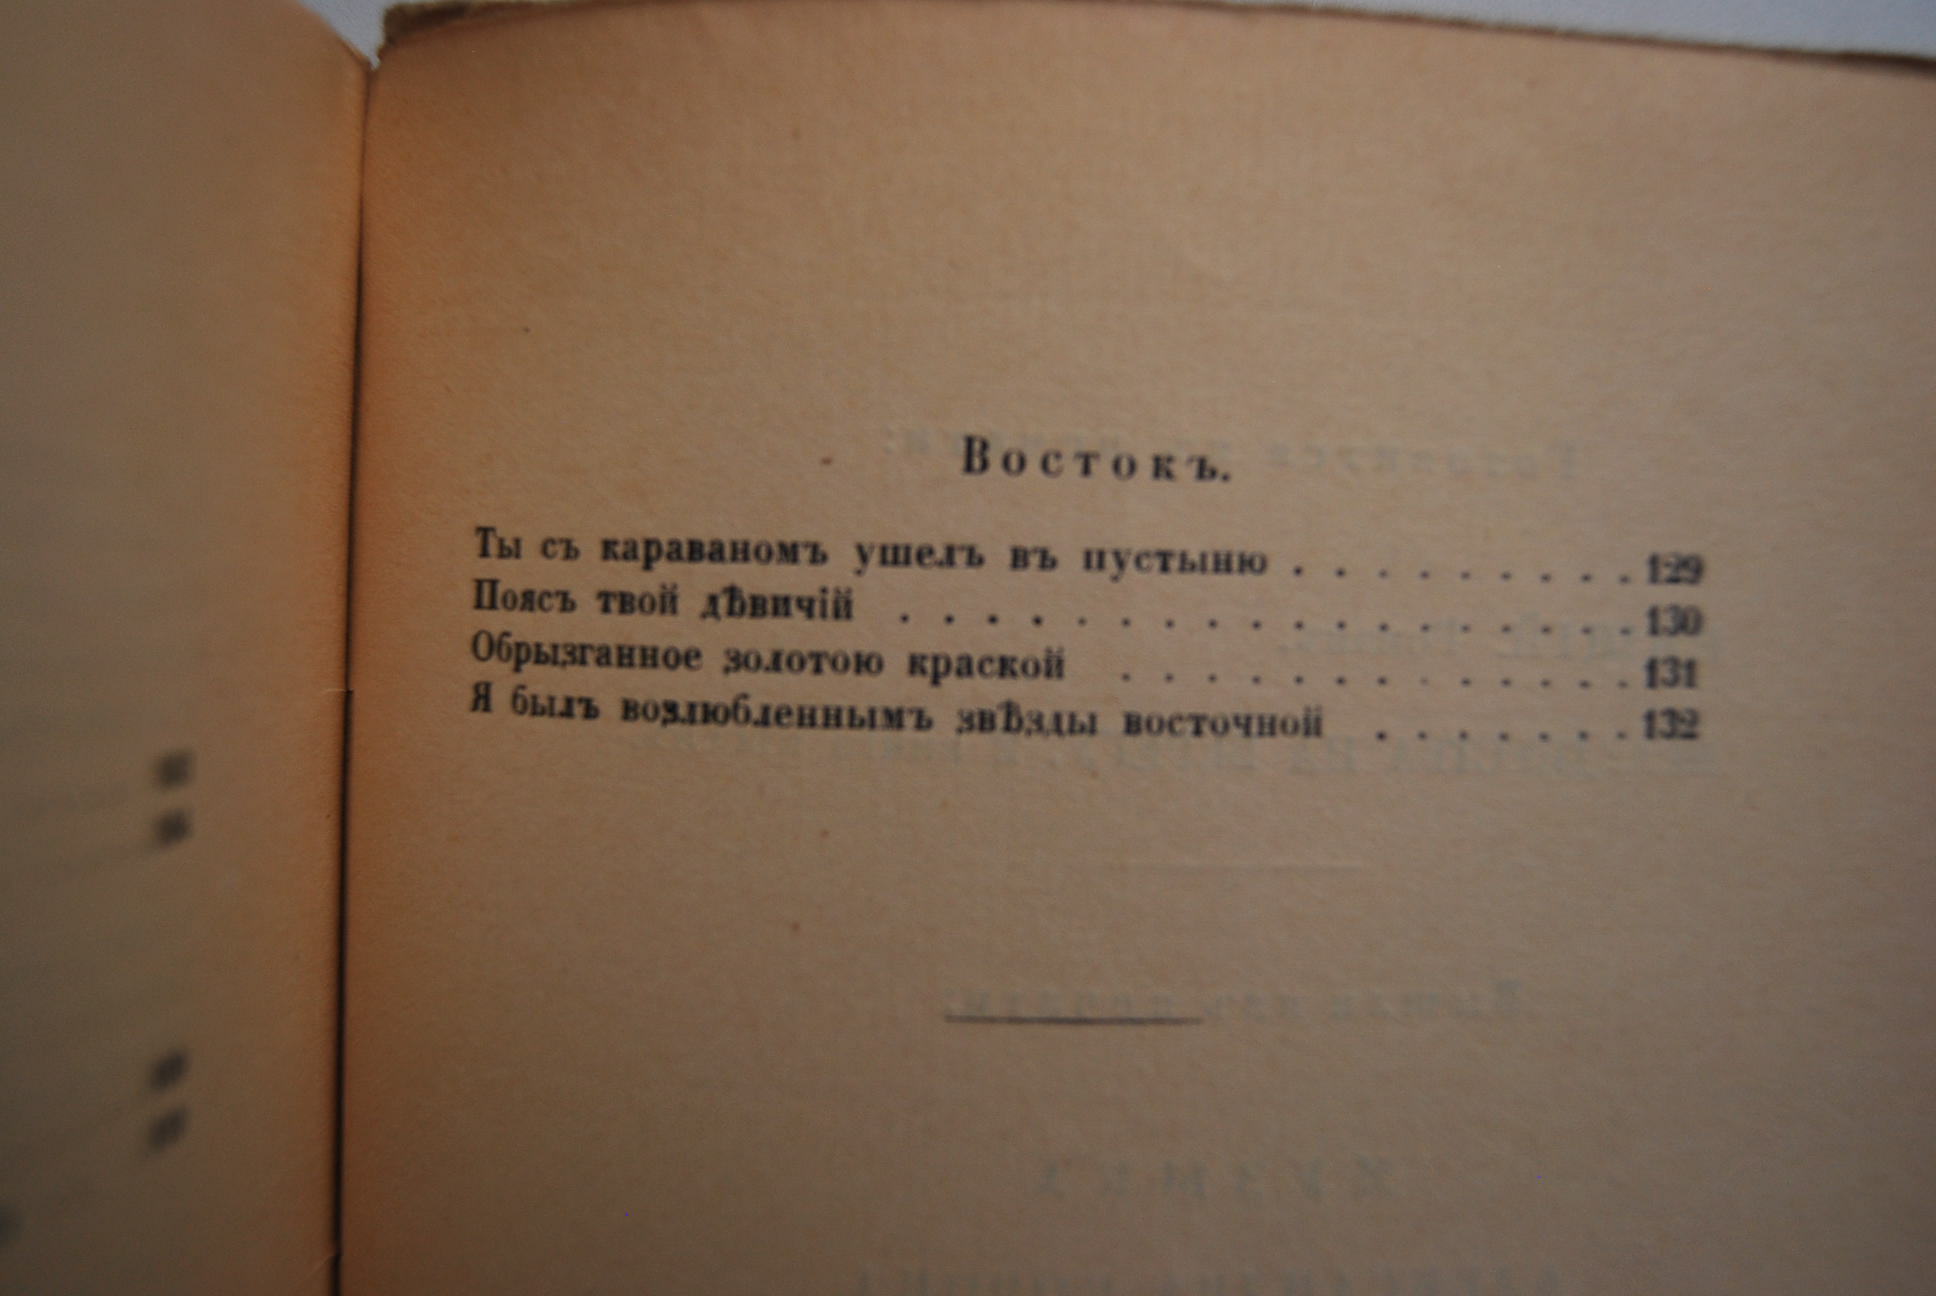 Востокъ.
Ты съ караваномъ ушелъ въ пустыню . . . . . . . . . 129
Поясъ твой дѣвичій . . . . . . . . . . . . . . . . . 130
Обрызганное золотою краской . . . . . . . . . . . . 131
Я былъ возлюбленнымъ звѣзды восточной . . . . . . . 132